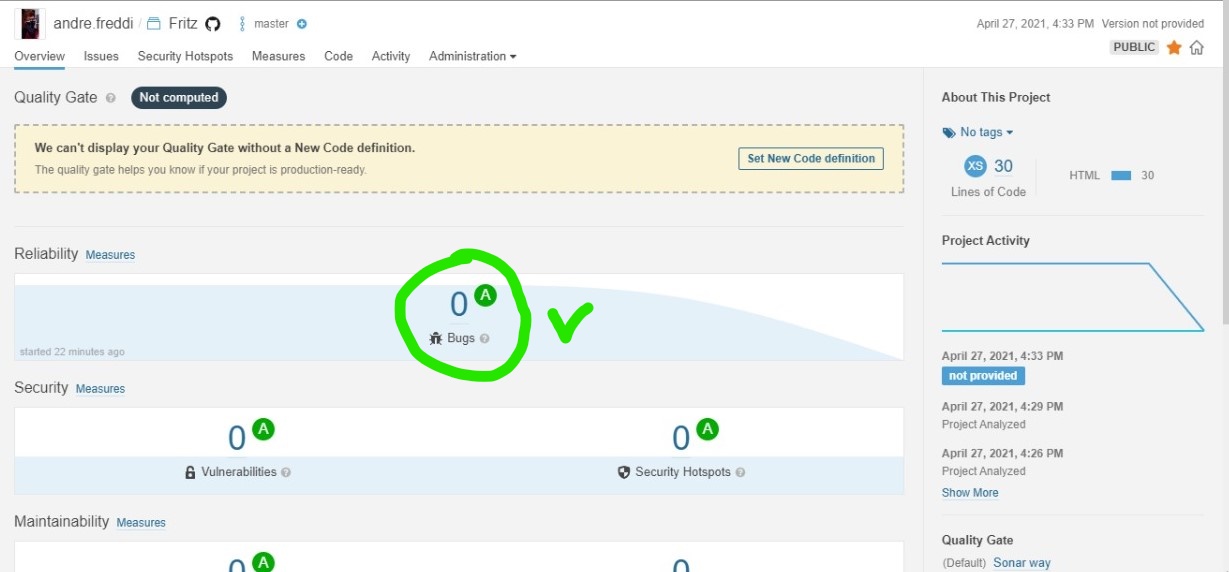 andre.freddi / Fritz master
April 27, 2021, 4:33 PM Version not provided
Overview Issues Security Hotspots Measures Code Activity Administration
PUBLIC
Quality Gate ? Not computed
We can't display your Quality Gate without a New Code definition.
The quality gate helps you know if your project is production-ready.
Set New Code definition
Reliability Measures
0 A
Bugs ?
started 22 minutes ago
Security Measures
0 A
Vulnerabilities ?
0 A
Security Hotspots ?
Maintainability Measures
0 A
0
About This Project
No tags
XS 30
Lines of Code
HTML 30
Project Activity
April 27, 2021, 4:33 PM
not provided
April 27, 2021, 4:29 PM
Project Analyzed
April 27, 2021, 4:26 PM
Project Analyzed
Show More
Quality Gate
(Default) Sonar way